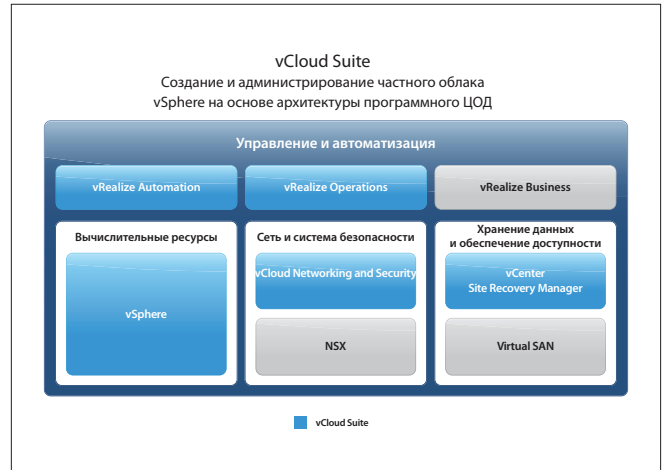 vCloud Suite
Создание и администрирование частного облака
vSphere на основе архитектуры программного ЦОД
Управление и автоматизация
vRealize Automation
vRealize Operations
vRealize Business
Вычислительные ресурсы
vSphere
Сеть и система безопасности
vCloud Networking and Security
NSX
Хранение данных
и обеспечение доступности
vCenter
Site Recovery Manager
Virtual SAN
vCloud Suite